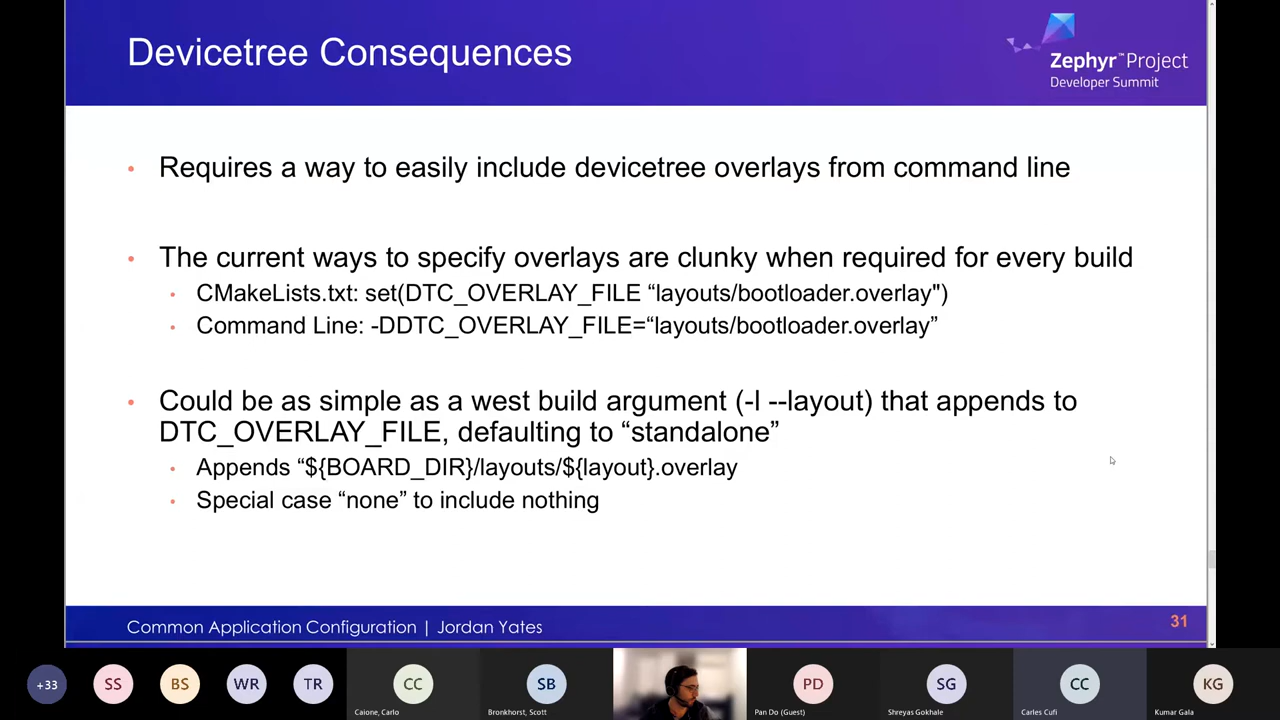 Devicetree Consequences
Zephyr™Project
Developer Summit
• Requires a way to easily include devicetree overlays from command line
• The current ways to specify overlays are clunky when required for every build
• CMakeLists.txt: set(DTC_OVERLAY_FILE “layouts/bootloader.overlay")
• Command Line: -DDTC_OVERLAY_FILE=“layouts/bootloader.overlay”
• Could be as simple as a west build argument (-l --layout) that appends to
DTC_OVERLAY_FILE, defaulting to “standalone”
• Appends “${BOARD_DIR}/layouts/${layout}.overlay
• Special case “none” to include nothing
Common Application Configuration | Jordan Yates
31
+33
SS
BS
WR
TR
CC
SB
PD
SG
CC
KG
Caione, Carlo
Bronkhorst, Scott
Pan Do (Guest)
Shreyas Gokhale
Carles Cufi
Kumar Gala